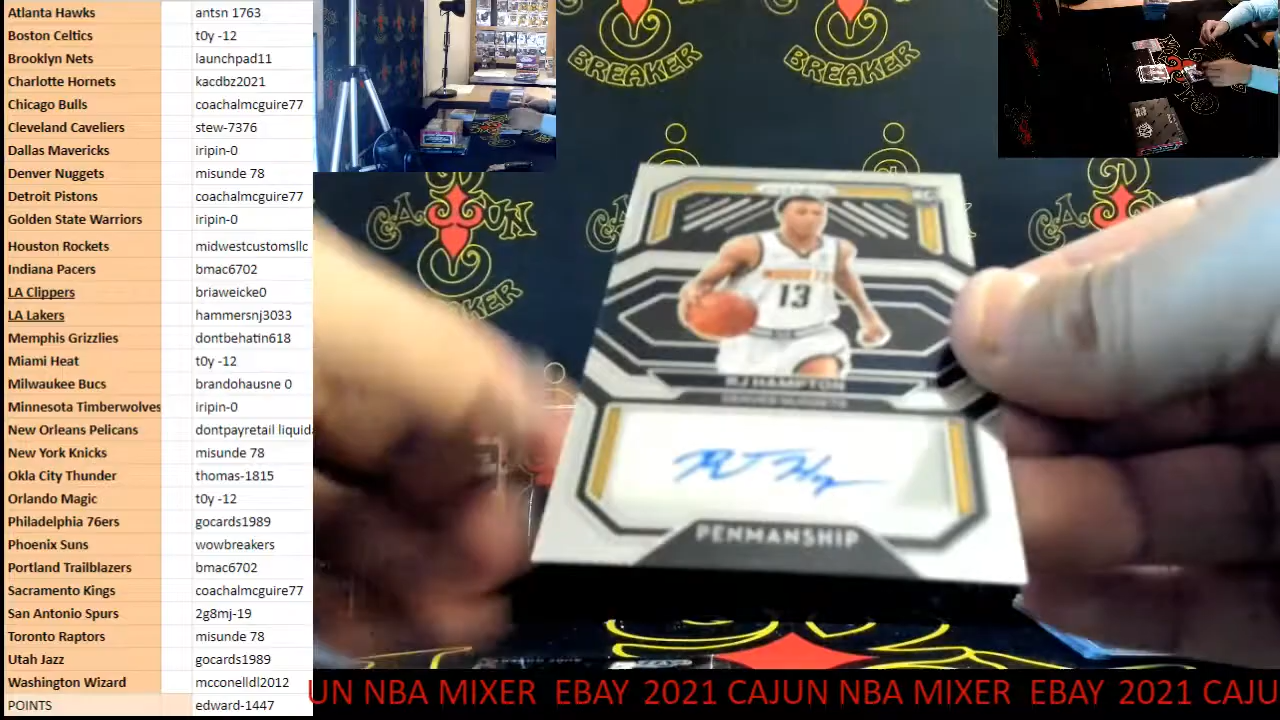 Atlanta Hawks antsn 1763
Boston Celtics t0y -12
Brooklyn Nets launchpad11
Charlotte Hornets kacdbz2021
Chicago Bulls coachalmcguire77
Cleveland Caveliers stew-7376
Dallas Mavericks iripin-0
Denver Nuggets misunde 78
Detroit Pistons coachalmcguire77
Golden State Warriors iripin-0
Houston Rockets midwestcustomsllc
Indiana Pacers bmac6702
LA Clippers briaweicke0
LA Lakers hammersnj3033
Memphis Grizzlies dontbehatin618
Miami Heat t0y -12
Milwaukee Bucs brandohausne 0
Minnesota Timberwolves iripin-0
New Orleans Pelicans dontpayretail liquid
New York Knicks misunde 78
Okla City Thunder thomas-1815
Orlando Magic t0y -12
Philadelphia 76ers gocards1989
Phoenix Suns wowbreakers
Portland Trailblazers bmac6702
Sacramento Kings coachalmcguire77
San Antonio Spurs 2g8mj-19
Toronto Raptors misunde 78
Utah Jazz gocards1989
Washington Wizard mcconelldl2012
POINTS edward-1447
BREAKER
BREAKER
CAJUN
BREAKER
13
RJ HAMPTON
DENVER NUGGETS
PENMANSHIP
UN NBA MIXER EBAY 2021 CAJUN NBA MIXER EBAY 2021 CAJU